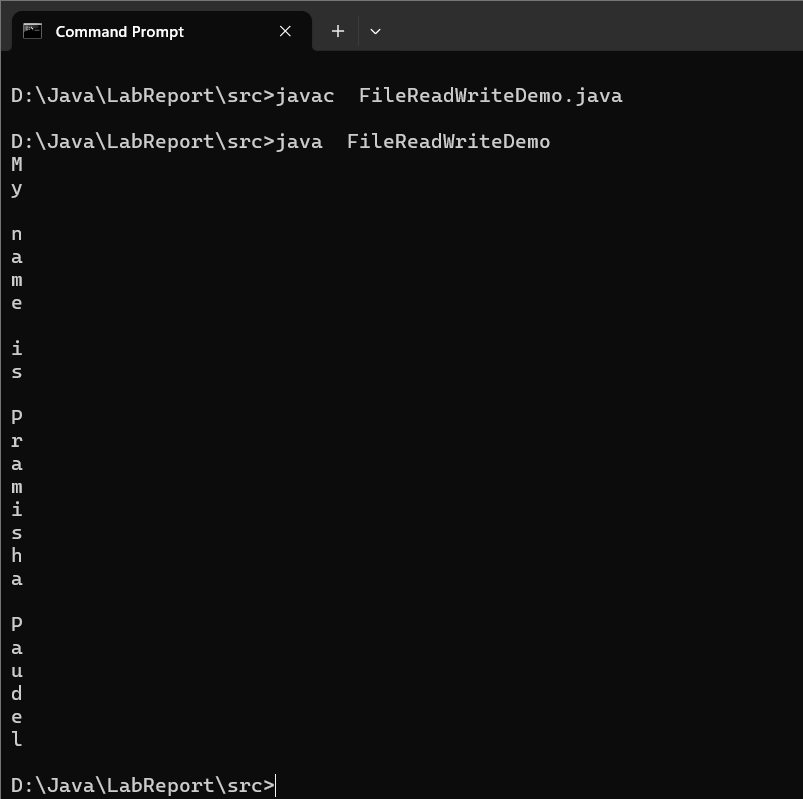 Command Prompt
D:\Java\LabReport\src>javac  FileReadWriteDemo.java
D:\Java\LabReport\src>java  FileReadWriteDemo
M
y

n
a
m
e

i
s

P
r
a
m
i
s
h
a

P
a
u
d
e
l

D:\Java\LabReport\src>